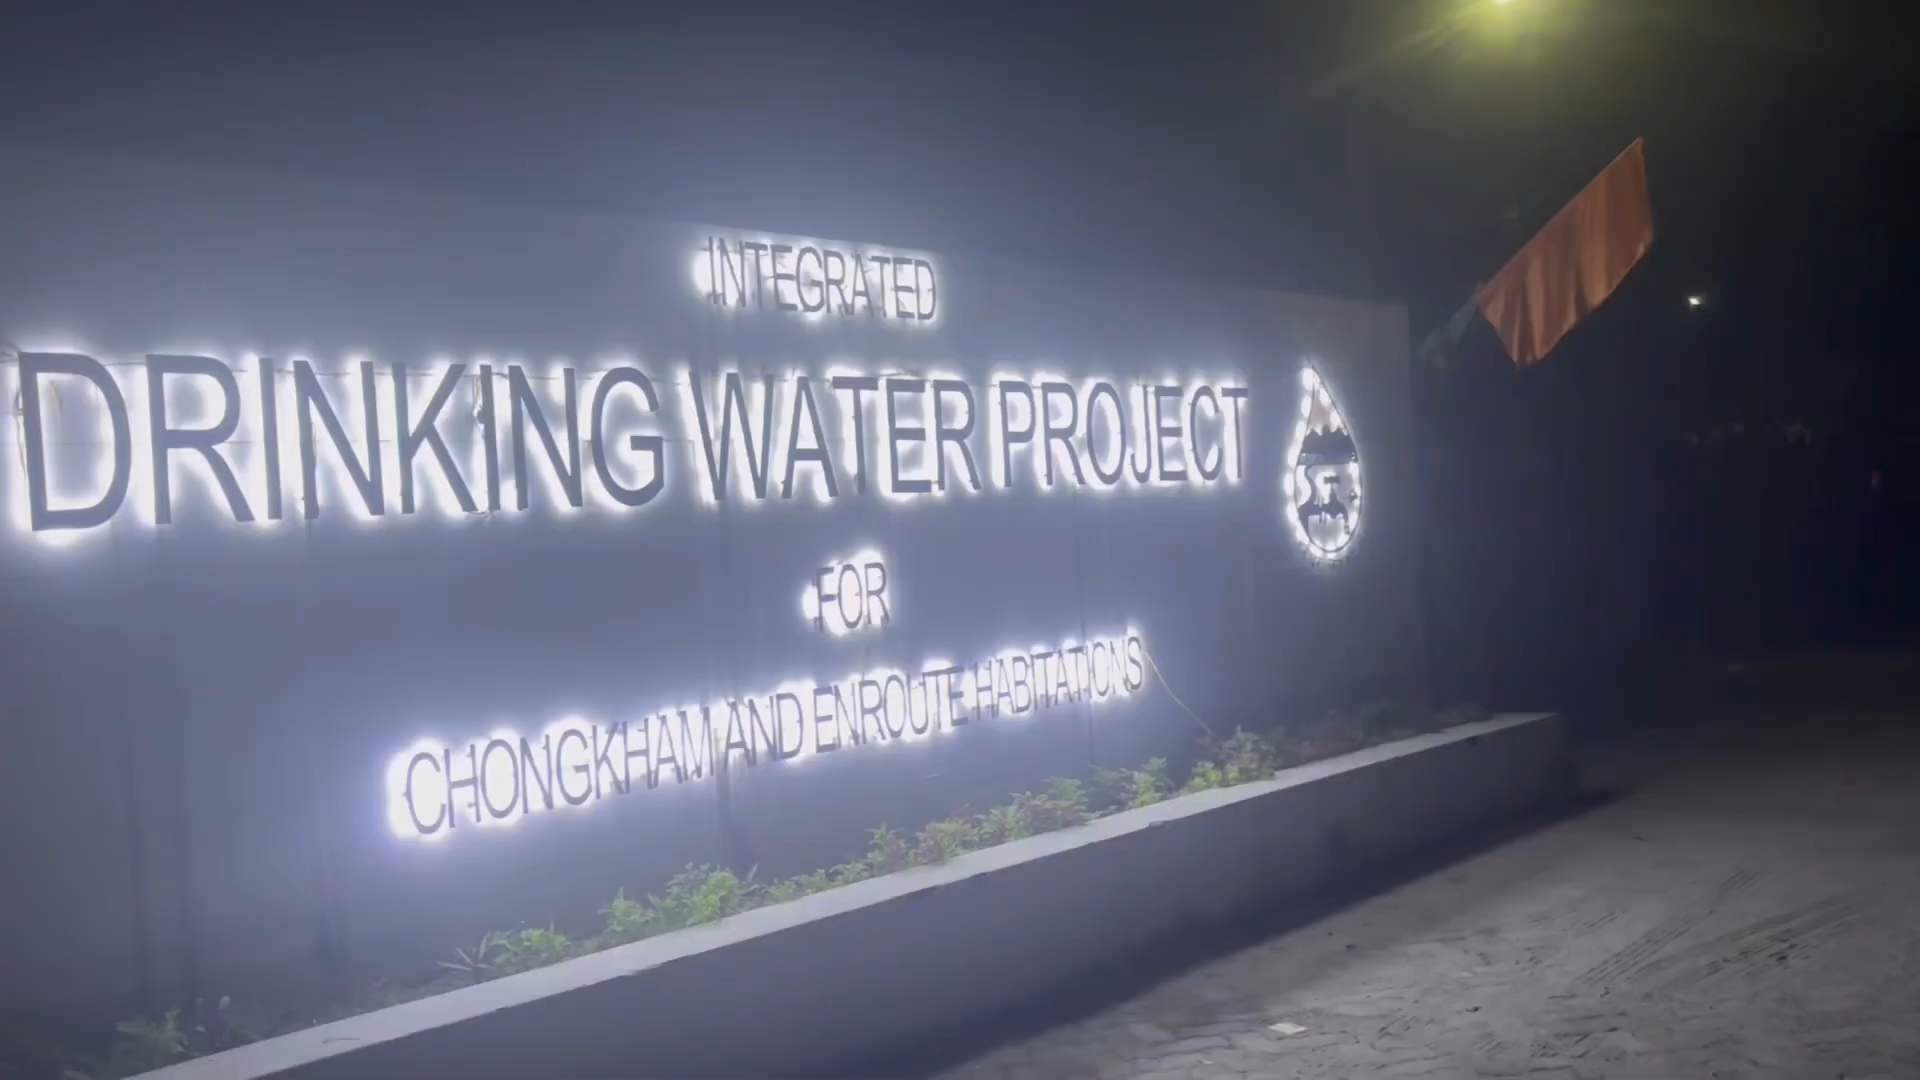 INTEGRATED
DRINKING WATER PROJECT
FOR
CHONGKHAM AND ENROUTE HABITATIONS